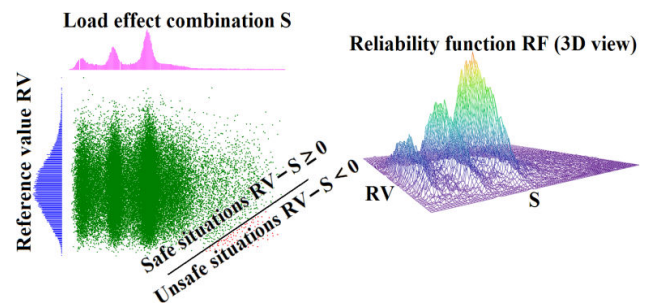 Load effect combination S
Reference value RV
Safe situations RV−S≥0
Unsafe situations RV−S<0
Reliability function RF (3D view)
RV
S